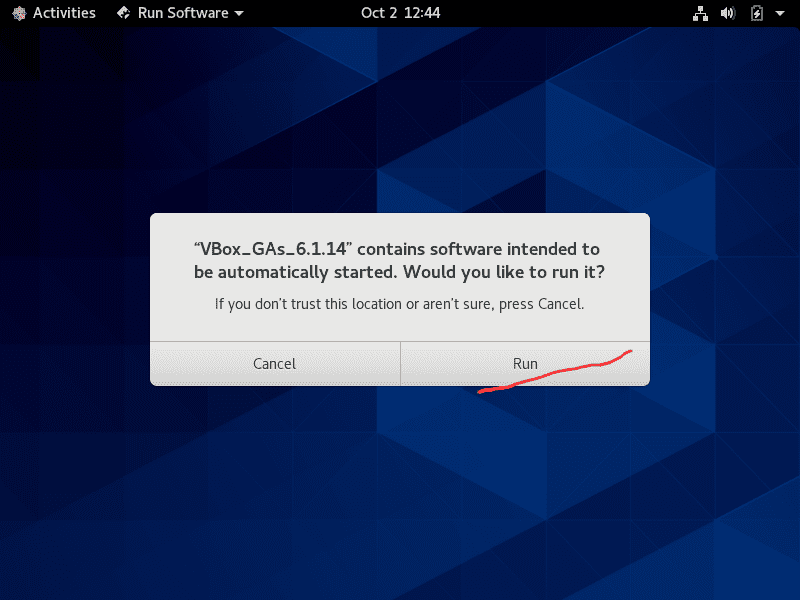 Activities Run Software Oct 2 12:44
“VBox_GAs_6.1.14” contains software intended to
be automatically started. Would you like to run it?
If you don’t trust this location or aren’t sure, press Cancel.
Cancel Run